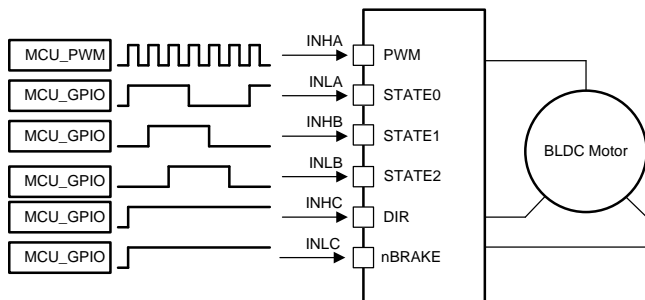 MCU_PWM INHA PWM
MCU_GPIO INLA STATE0
MCU_GPIO INHB STATE1
BLDC Motor
MCU_GPIO INLB STATE2
MCU_GPIO INHC DIR
MCU_GPIO INLC nBRAKE